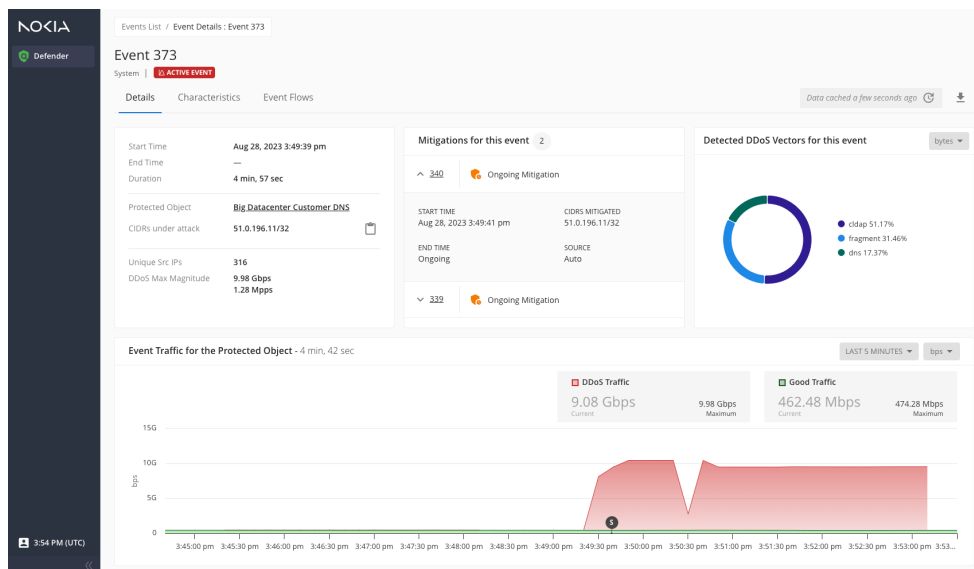 NOKIA
Defender
Events List / Event Details : Event 373
Event 373
System | ACTIVE EVENT
Details Characteristics Event Flows
Data cached a few seconds ago
Start Time Aug 28, 2023 3:49:39 pm
End Time —
Duration 4 min, 57 sec
Protected Object Big Datacenter Customer DNS
CIDRs under attack 51.0.196.11/32
Unique Src IPs 316
DDoS Max Magnitude 9.98 Gbps
1.28 Mpps
Mitigations for this event 2
340 Ongoing Mitigation
START TIME CIDRS MITIGATED
Aug 28, 2023 3:49:41 pm 51.0.196.11/32
END TIME SOURCE
Ongoing Auto
339 Ongoing Mitigation
Detected DDoS Vectors for this event bytes
cldap 51.17%
fragment 31.46%
dns 17.37%
Event Traffic for the Protected Object - 4 min, 42 sec
LAST 5 MINUTES bps
DDoS Traffic
9.08 Gbps 9.98 Gbps
Current Maximum
Good Traffic
462.48 Mbps 474.28 Mbps
Current Maximum
15G
10G
bps
5G
0
S
3:45:00 pm 3:45:30 pm 3:46:00 pm 3:46:30 pm 3:47:00 pm 3:47:30 pm 3:48:00 pm 3:48:30 pm 3:49:00 pm 3:49:30 pm 3:50:00 pm 3:50:30 pm 3:51:00 pm 3:51:30 pm 3:52:00 pm 3:52:30 pm 3:53:00 pm 3:53...
3:54 PM (UTC)